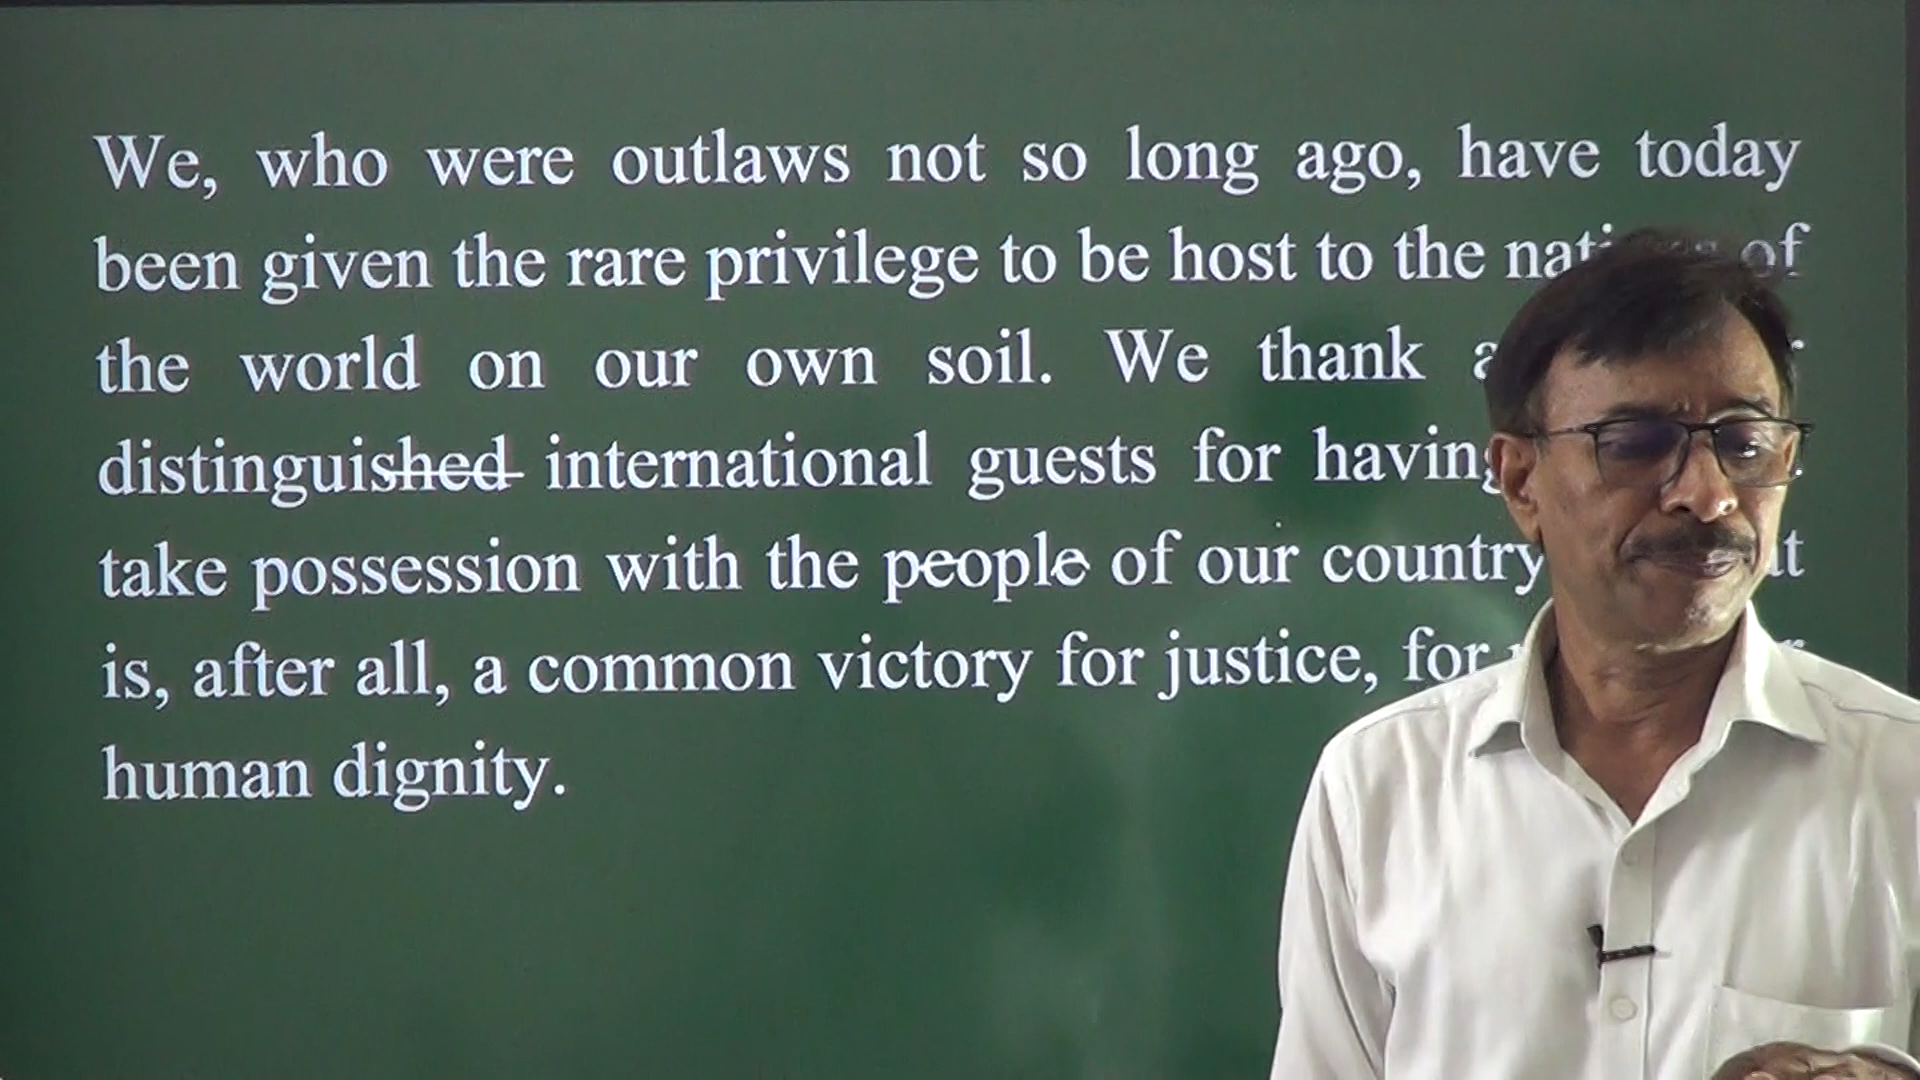 We, who were outlaws not so long ago, have today
been given the rare privilege to be host to the of
the world on our own soil. We thank
distinguished international guests for having
take possession with the people of our country
is, after all, a common victory for justice, for
human dignity.